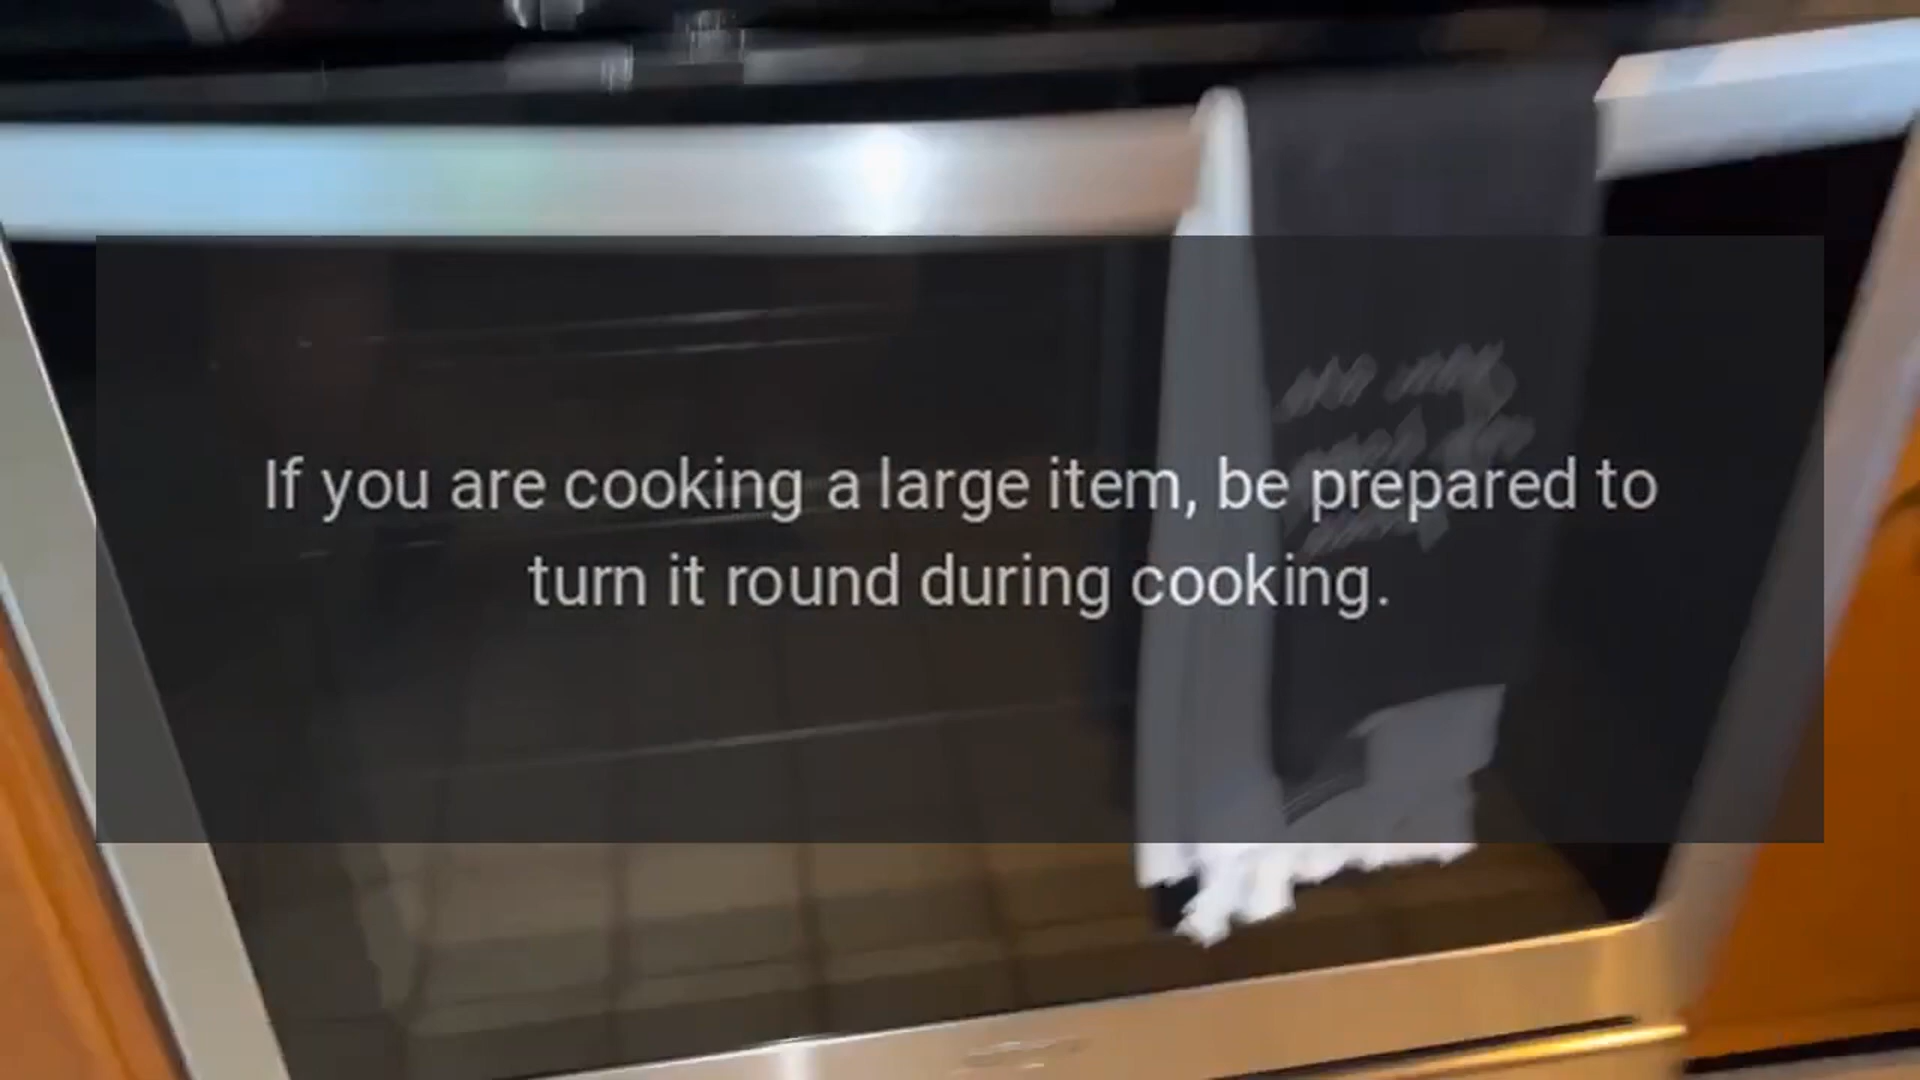 If you are cooking a large item, be prepared to
turn it round during cooking.